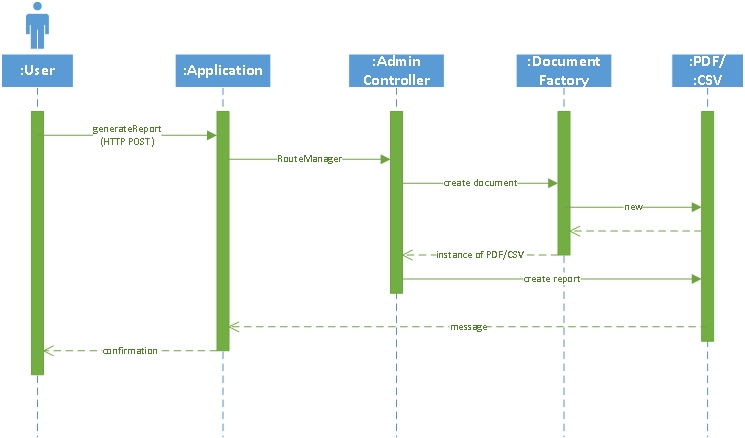 :User
:Application
:Admin
Controller
:Document
Factory
:PDF/
:CSV
generateReport
(HTTP POST)
RouteManager
create document
new
instance of PDF/CSV
create report
message
confirmation